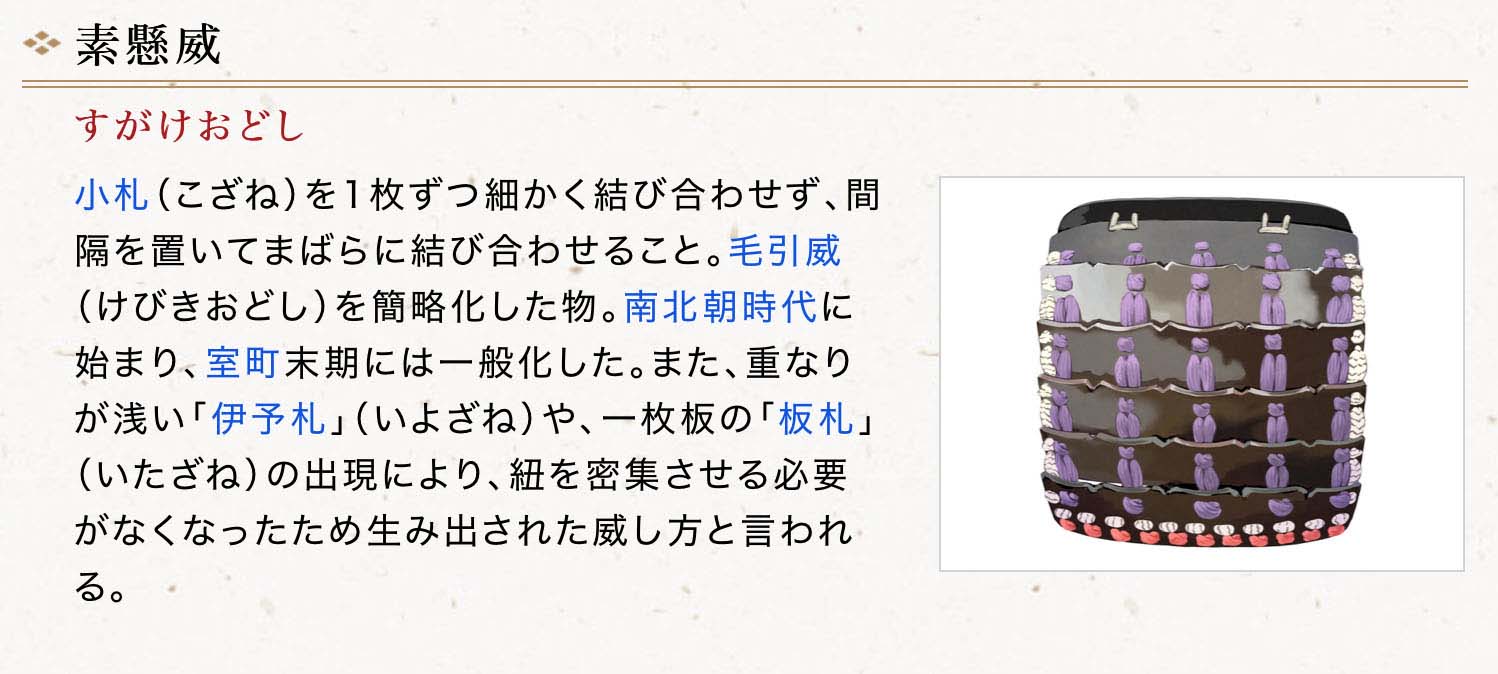 素懸威
すがけおどし
小札(こざね)を1枚ずつ細かく結び合わせず、間
隔を置いてまばらに結び合わせること。毛引威
(けびきおどし)を簡略化した物。南北朝時代に
始まり、室町末期には一般化した。また、重なり
が浅い「伊予札」(いよざね)や、一枚板の「板札」
(いたざね)の出現により、紐を密集させる必要
がなくなったため生み出された威し方と言われ
る。